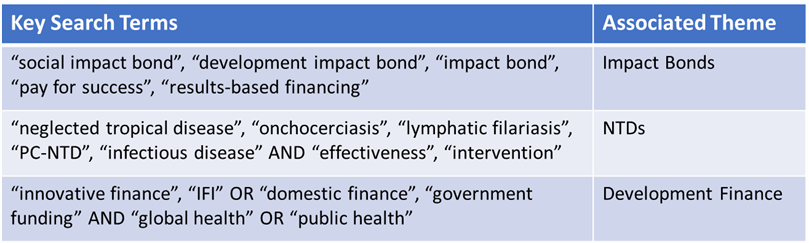 Key Search Terms Associated Theme
“social impact bond”, “development impact bond”, “impact bond”, Impact Bonds
“pay for success”, “results-based financing”
“neglected tropical disease”, “onchocerciasis”, “lymphatic filariasis”, NTDs
“PC-NTD”, “infectious disease” AND “effectiveness”, “intervention”
“innovative finance”, “IFI” OR “domestic finance”, “government Development Finance
funding” AND “global health” OR “public health”